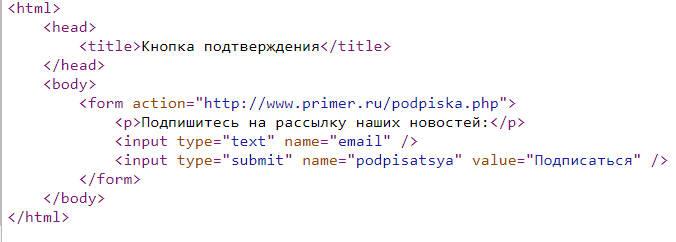 <html>
<head>
<title>Кнопка подтверждения</title>
</head>
<body>
<form action="http://www.primer.ru/podpiska.php">
<p>Подпишитесь на рассылку наших новостей:</p>
<input type="text" name="email" />
<input type="submit" name="podpisatsya" value="Подписаться" />
</form>
</body>
</html>